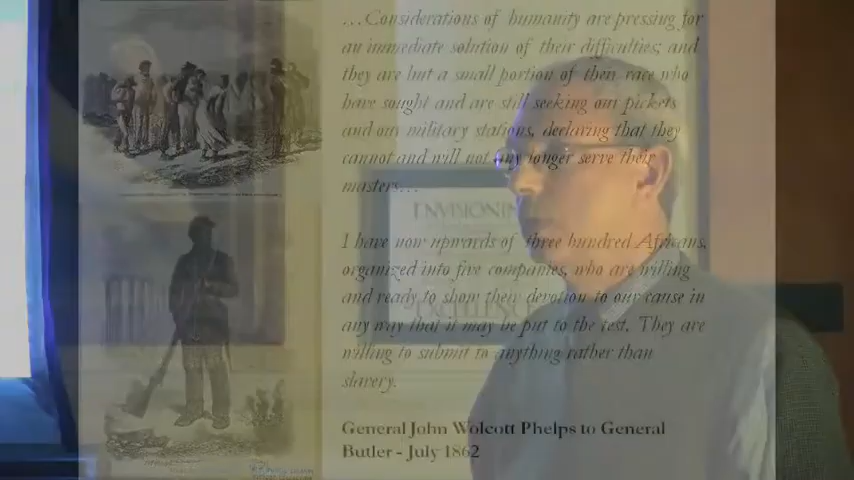 …Considerations of humanity are pressing for
an immediate solution of their difficulties; and
they are but a small portion of their race who
have sought and are still seeking our pickets
and our military stations, declaring that they
cannot and will not any longer serve their
masters…
I have now upwards of three hundred Africans,
organized into five companies, who are willing
and ready to show their devotion to our cause in
any way that it may be put to the test. They are
willing to submit to anything rather than
slavery.
General John Wolcott Phelps to General
Butler - July 1862
ENVISIONIN